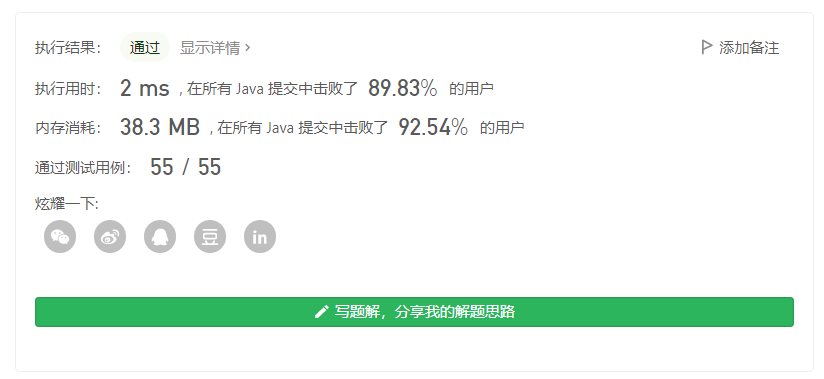 执行结果： 通过 显示详情 › 添加备注
执行用时： 2 ms , 在所有 Java 提交中击败了 89.83% 的用户
内存消耗： 38.3 MB , 在所有 Java 提交中击败了 92.54% 的用户
通过测试用例： 55 / 55
炫耀一下:
豆 in
写题解，分享我的解题思路